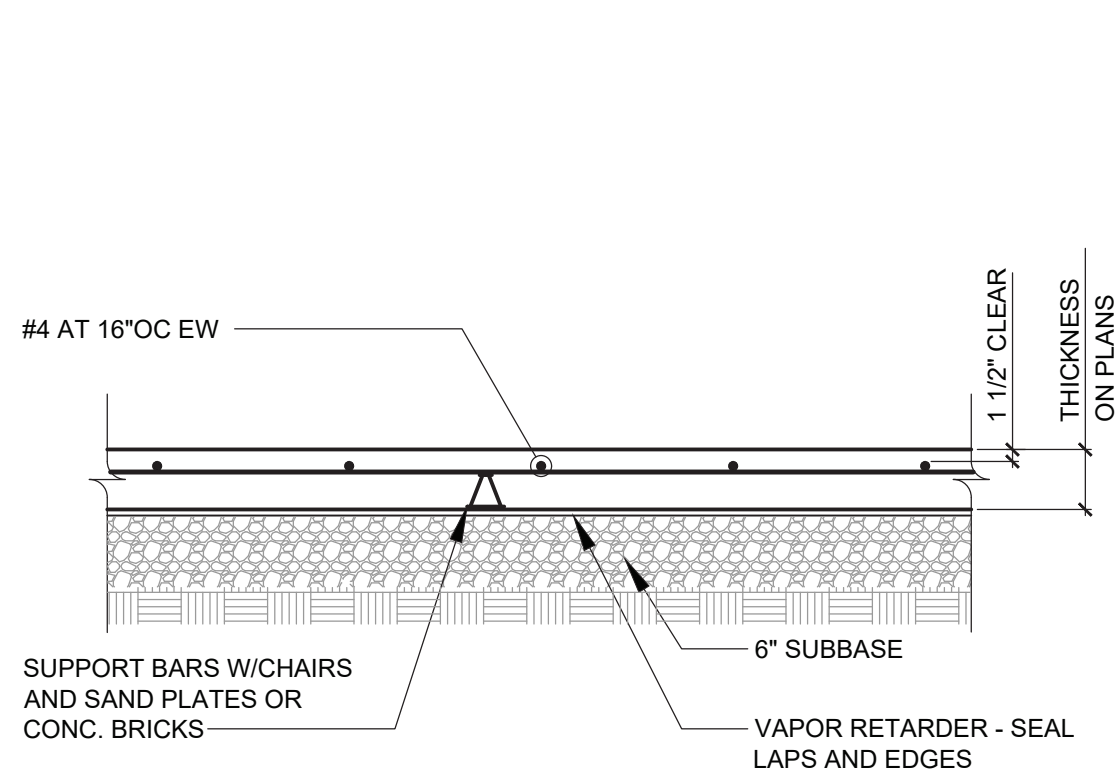 #4 AT 16"OC EW
1 1/2" CLEAR
THICKNESS
ON PLANS
SUPPORT BARS W/CHAIRS
AND SAND PLATES OR
CONC. BRICKS
6" SUBBASE
VAPOR RETARDER - SEAL
LAPS AND EDGES